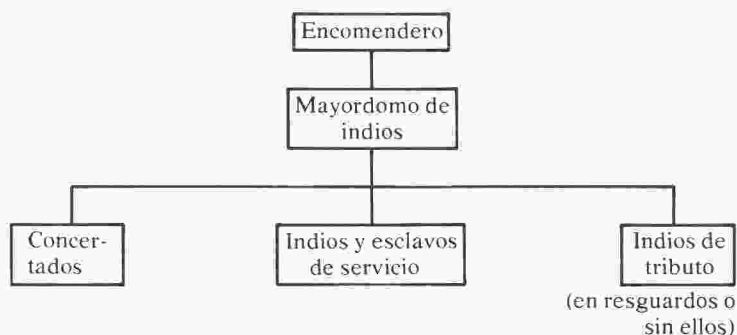 Encomendero
Mayordomo de
indios
Concer-
tados
Indios y esclavos
de servicio
Indios de
tributo
(en resguardos o
sin ellos)